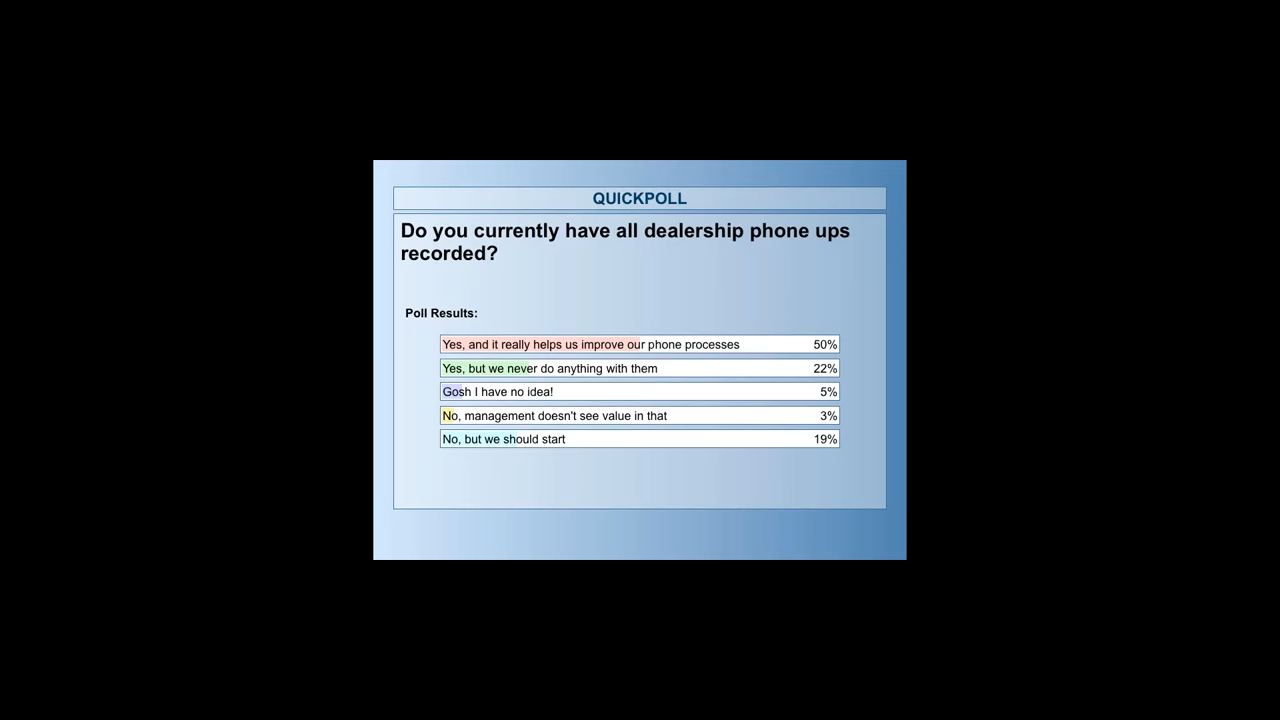 QUICKPOLL
Do you currently have all dealership phone ups
recorded?
Poll Results:
Yes, and it really helps us improve our phone processes 50%
Yes, but we never do anything with them 22%
Gosh I have no idea! 5%
No, management doesn't see value in that 3%
No, but we should start 19%